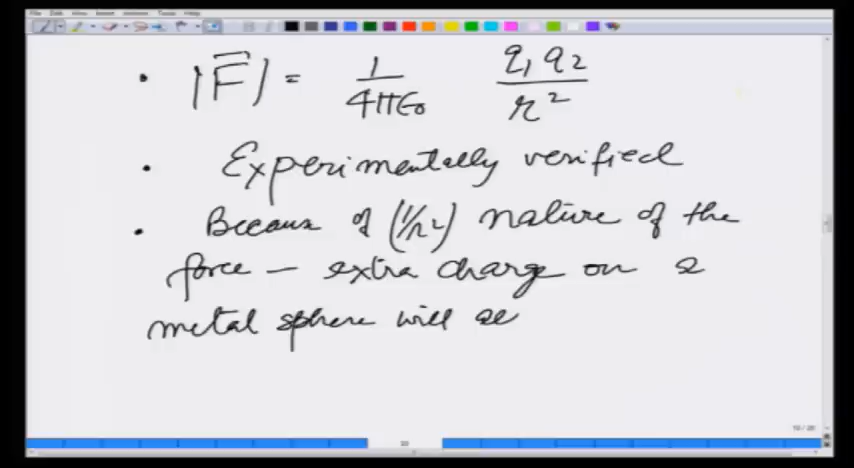 • |F̅| = 1/4πϵ₀ q₁q₂/r²
• Experimentally verified
• Because of (1/r²) nature of the
force – extra charge on a
metal sphere will